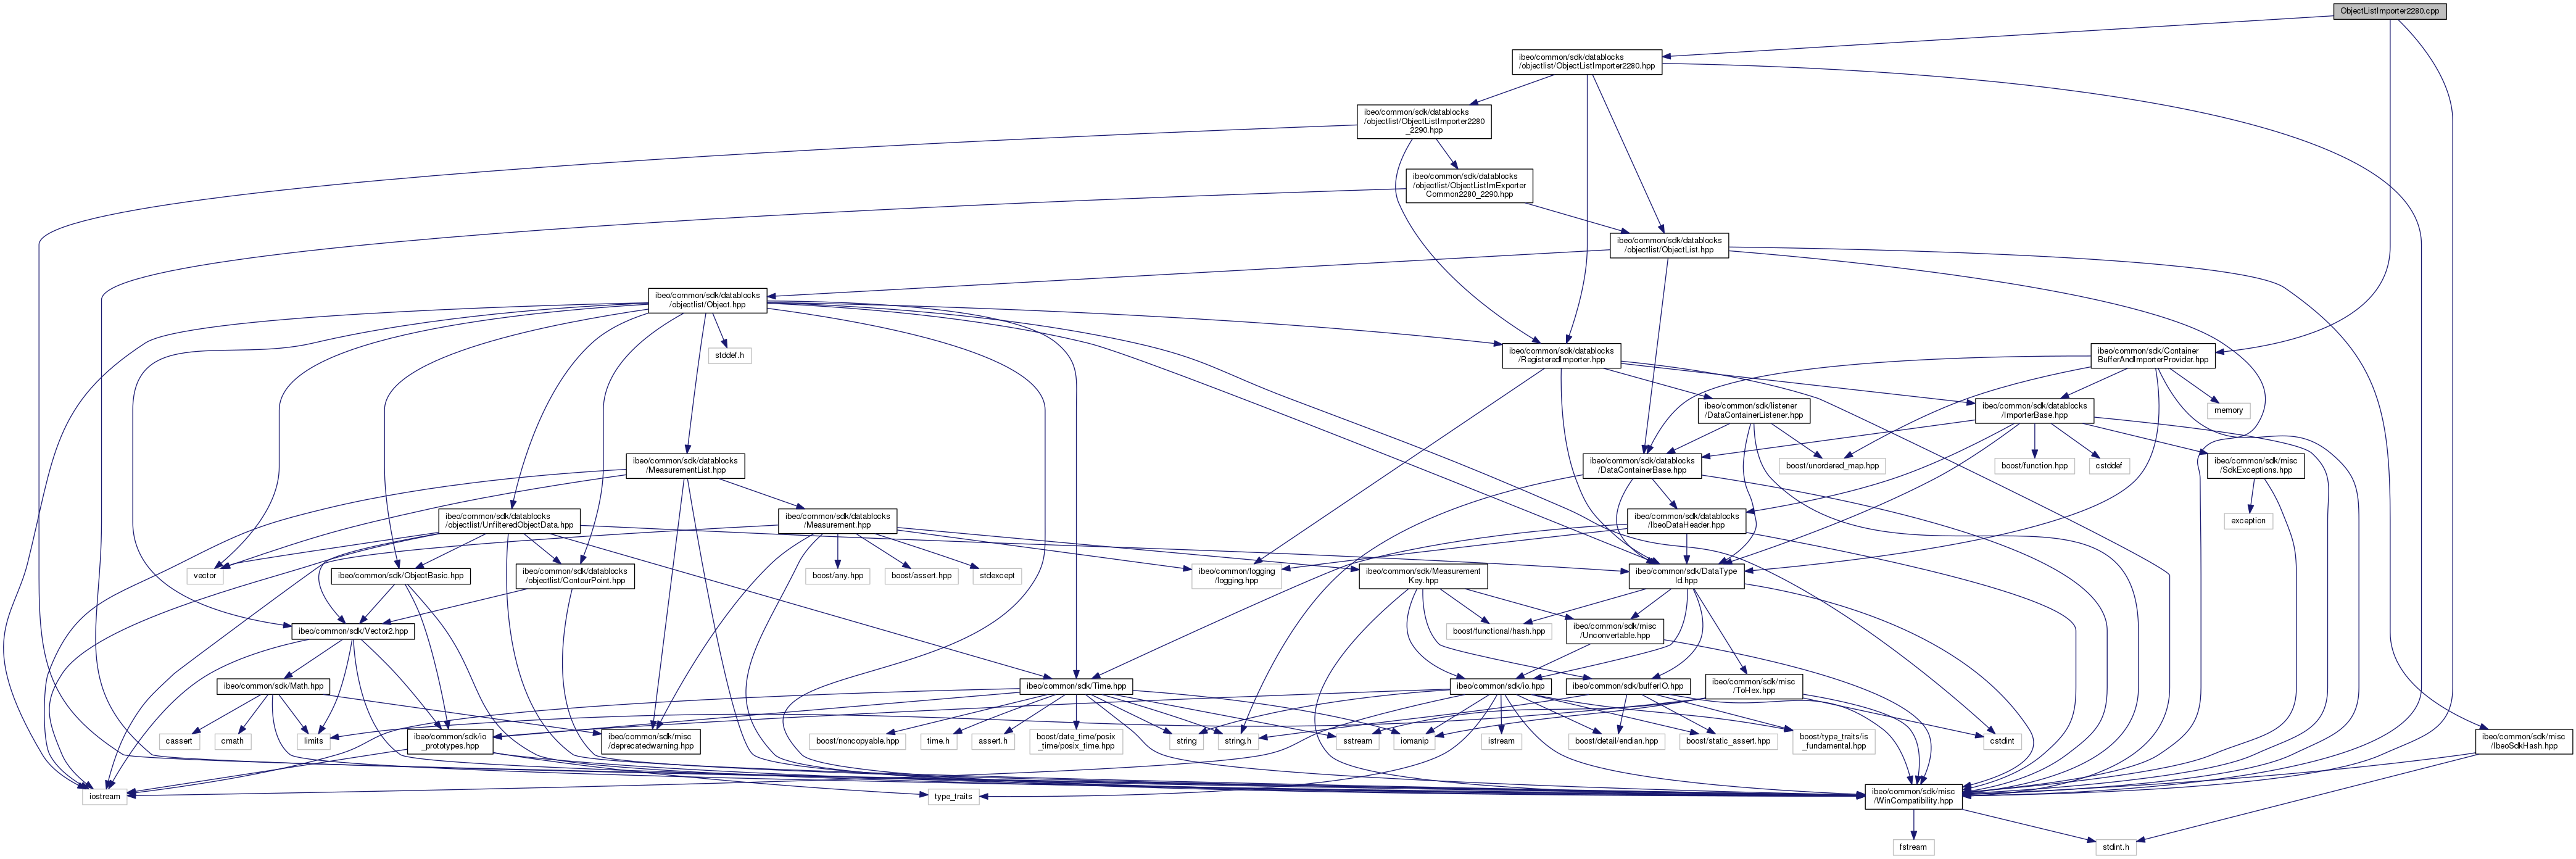 ObjectListImporter2280.cpp
ibeo/common/sdk/datablocks
/objectlist/ObjectListImporter2280.hpp
ibeo/common/sdk/datablocks
/objectlist/ObjectListImporter2280
_2290.hpp
ibeo/common/sdk/datablocks
/objectlist/ObjectListImExporter
Common2280_2290.hpp
ibeo/common/sdk/datablocks
/objectlist/ObjectList.hpp
ibeo/common/sdk/datablocks
/objectlist/Object.hpp
stddef.h
ibeo/common/sdk/datablocks
/RegisteredImporter.hpp
ibeo/common/sdk/Container
BufferAndImporterProvider.hpp
ibeo/common/sdk/listener
/DataContainerListener.hpp
ibeo/common/sdk/datablocks
/ImporterBase.hpp
memory
ibeo/common/sdk/datablocks
/MeasurementList.hpp
ibeo/common/sdk/datablocks
/DataContainerBase.hpp
boost/unordered_map.hpp
boost/function.hpp
cstddef
ibeo/common/sdk/misc
/SdkExceptions.hpp
ibeo/common/sdk/datablocks
/objectlist/UnfilteredObjectData.hpp
ibeo/common/sdk/datablocks
/Measurement.hpp
ibeo/common/sdk/datablocks
/IbeoDataHeader.hpp
exception
vector
ibeo/common/sdk/ObjectBasic.hpp
ibeo/common/sdk/datablocks
/objectlist/ContourPoint.hpp
boost/any.hpp
boost/assert.hpp
stdexcept
ibeo/common/logging
/logging.hpp
ibeo/common/sdk/Measurement
Key.hpp
ibeo/common/sdk/DataType
Id.hpp
ibeo/common/sdk/Vector2.hpp
boost/functional/hash.hpp
ibeo/common/sdk/misc
/Unconvertable.hpp
ibeo/common/sdk/Math.hpp
ibeo/common/sdk/Time.hpp
ibeo/common/sdk/io.hpp
ibeo/common/sdk/bufferIO.hpp
ibeo/common/sdk/misc
/ToHex.hpp
cassert
cmath
limits
ibeo/common/sdk/io
_prototypes.hpp
ibeo/common/sdk/misc
/deprecatedwarning.hpp
boost/noncopyable.hpp
time.h
assert.h
boost/date_time/posix
_time/posix_time.hpp
string
string.h
sstream
iomanip
istream
boost/detail/endian.hpp
boost/static_assert.hpp
boost/type_traits/is
_fundamental.hpp
cstdint
ibeo/common/sdk/misc
/IbeoSdkHash.hpp
iostream
type_traits
ibeo/common/sdk/misc
/WinCompatibility.hpp
fstream
stdint.h